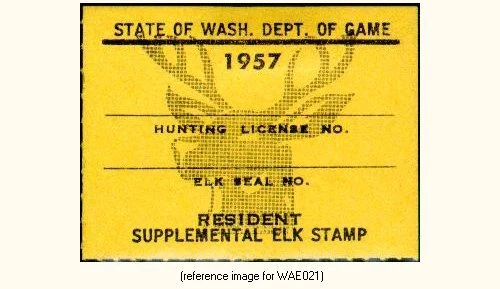 STATE OF WASH. DEPT. OF GAME
1957
HUNTING LICENSE NO.
ELK SEAL NO.
RESIDENT
SUPPLEMENTAL ELK STAMP
(reference image for WAE021)